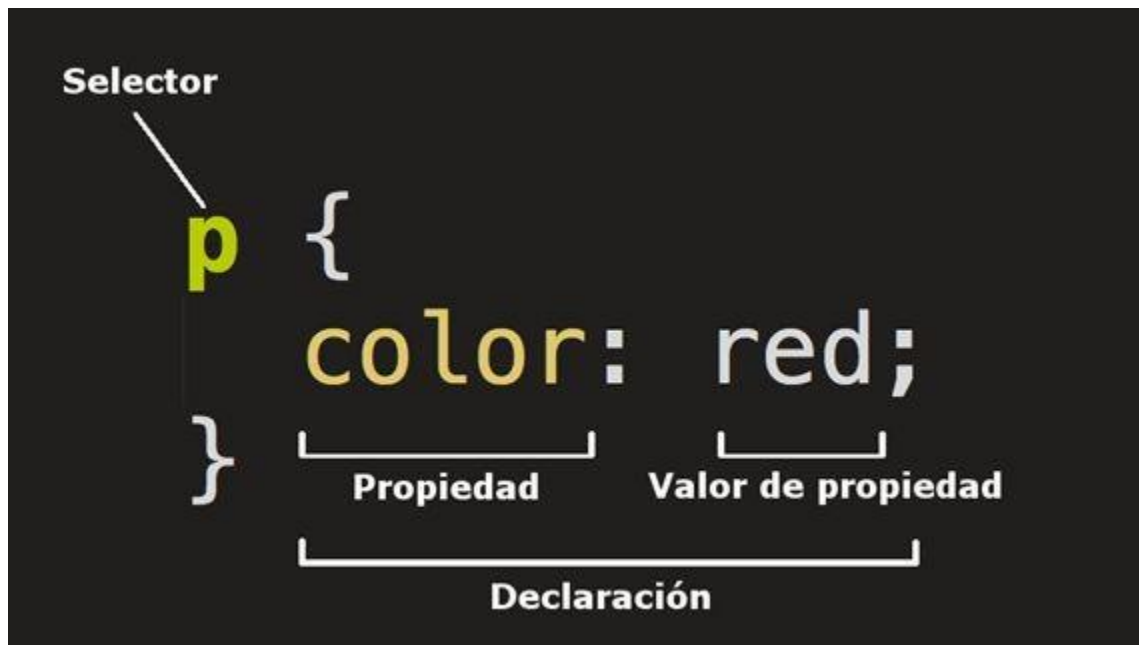 Selector
p {
color: red;
}
Propiedad Valor de propiedad
Declaración